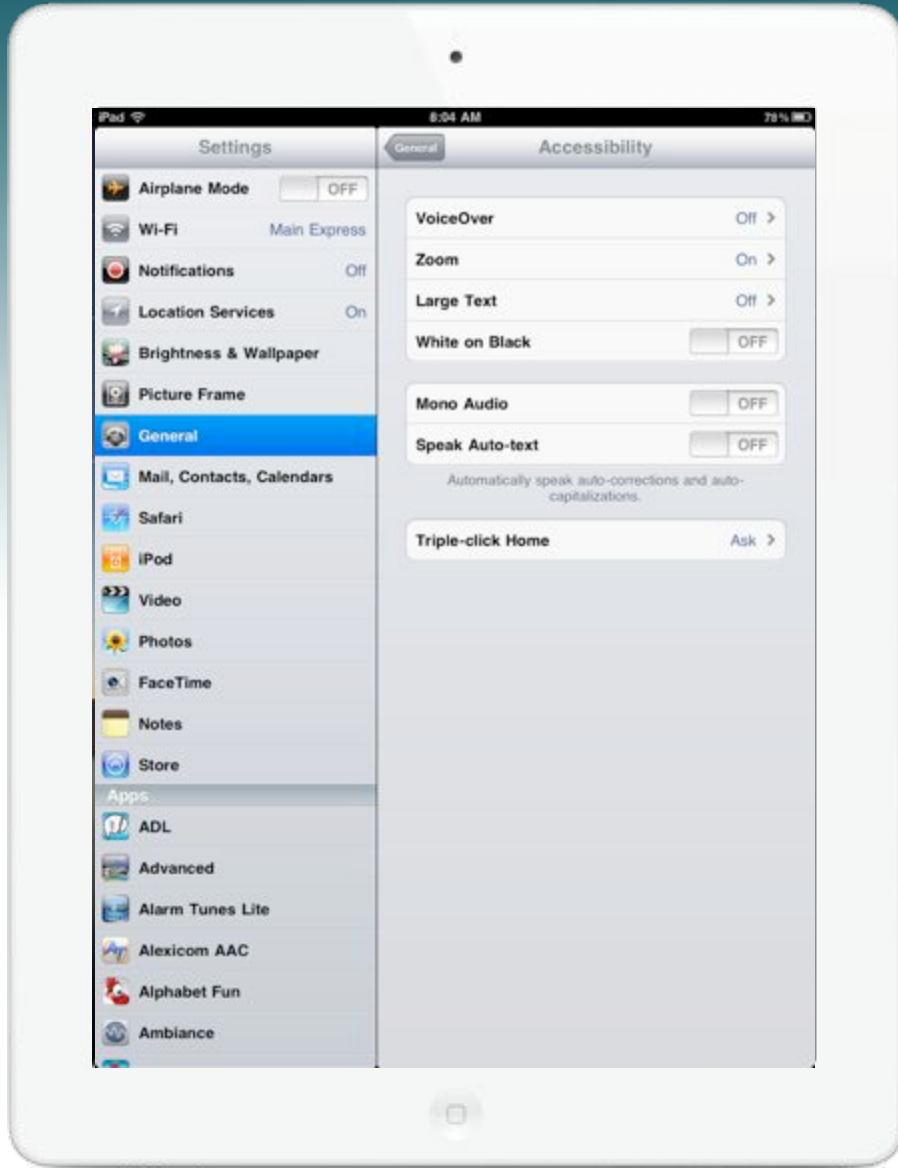 iPad
8:04 AM
78%
Settings
Airplane Mode OFF
Wi-Fi Main Express
Notifications Off
Location Services On
Brightness & Wallpaper
Picture Frame
General
Mail, Contacts, Calendars
Safari
iPod
Video
Photos
FaceTime
Notes
Store
Apps
ADL
Advanced
Alarm Tunes Lite
Alexicom AAC
Alphabet Fun
Ambiance
General Accessibility
VoiceOver Off
Zoom On
Large Text Off
White on Black OFF
Mono Audio OFF
Speak Auto-text OFF
Automatically speak auto-corrections and auto-
capitalizations.
Triple-click Home Ask